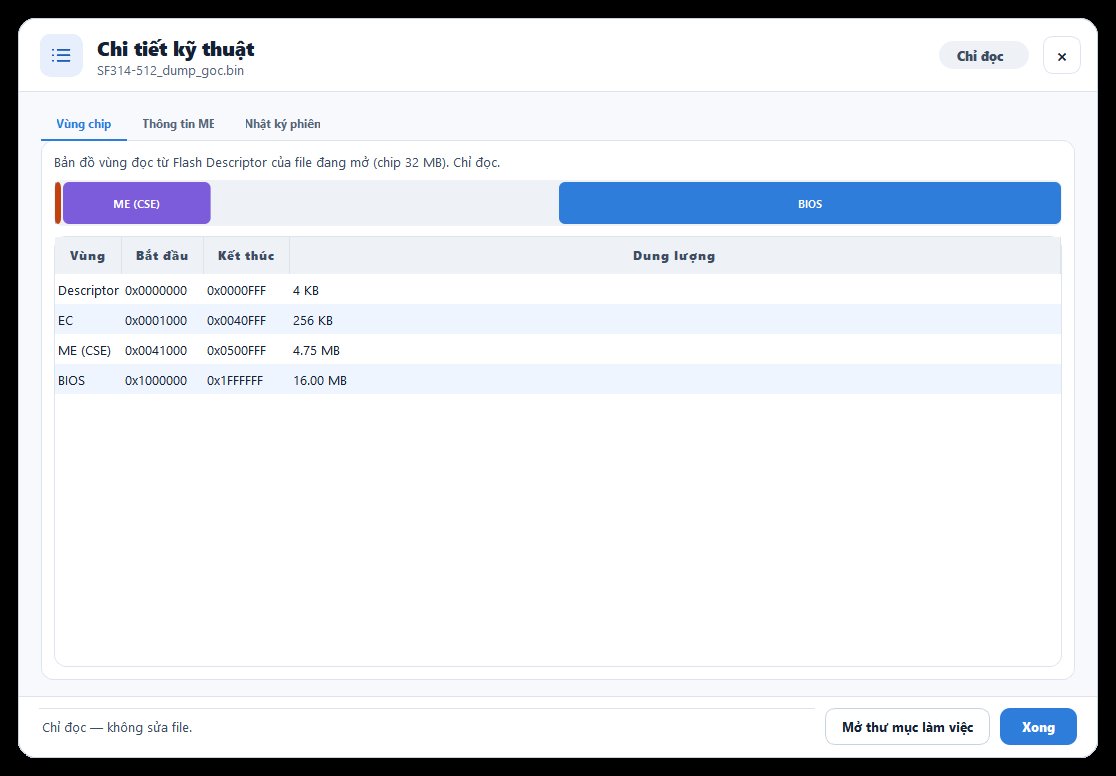 Chi tiết kỹ thuật
SF314-512_dump_goc.bin
Chỉ đọc
×
Vùng chip Thông tin ME Nhật ký phiên
Bản đồ vùng đọc từ Flash Descriptor của file đang mở (chip 32 MB). Chỉ đọc.
ME (CSE) BIOS
Vùng Bắt đầu Kết thúc Dung lượng
Descriptor 0x0000000 0x0000FFF 4 KB
EC 0x0001000 0x0040FFF 256 KB
ME (CSE) 0x0041000 0x0500FFF 4.75 MB
BIOS 0x1000000 0x1FFFFFF 16.00 MB
Chỉ đọc — không sửa file.
Mở thư mục làm việc
Xong